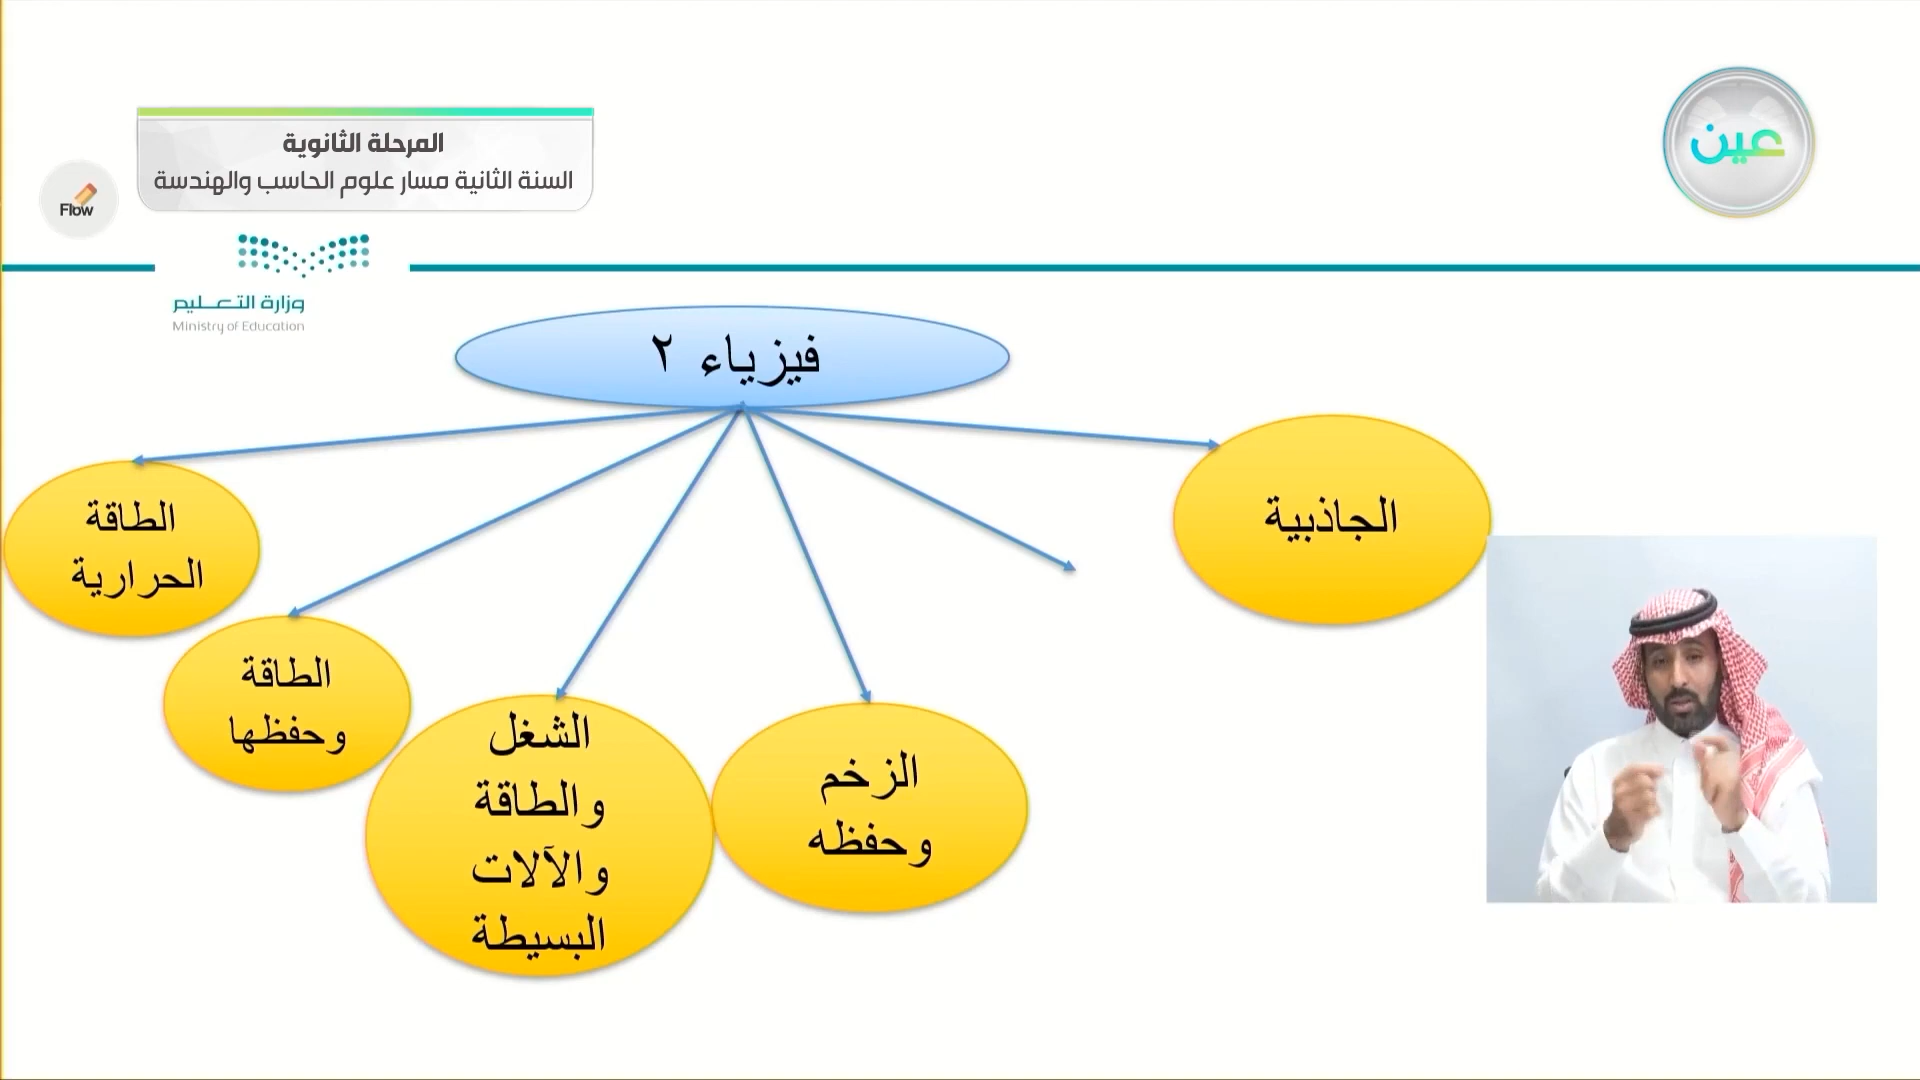 المرحلة الثانوية
السنة الثانية مسار علوم الحاسب والهندسة
عين
Flow
وزارة التعليم
Ministry of Education
فيزياء ٢
الجاذبية
الزخم
وحفظه
الشغل
والطاقة
والآلات
البسيطة
الطاقة
وحفظها
الطاقة
الحرارية